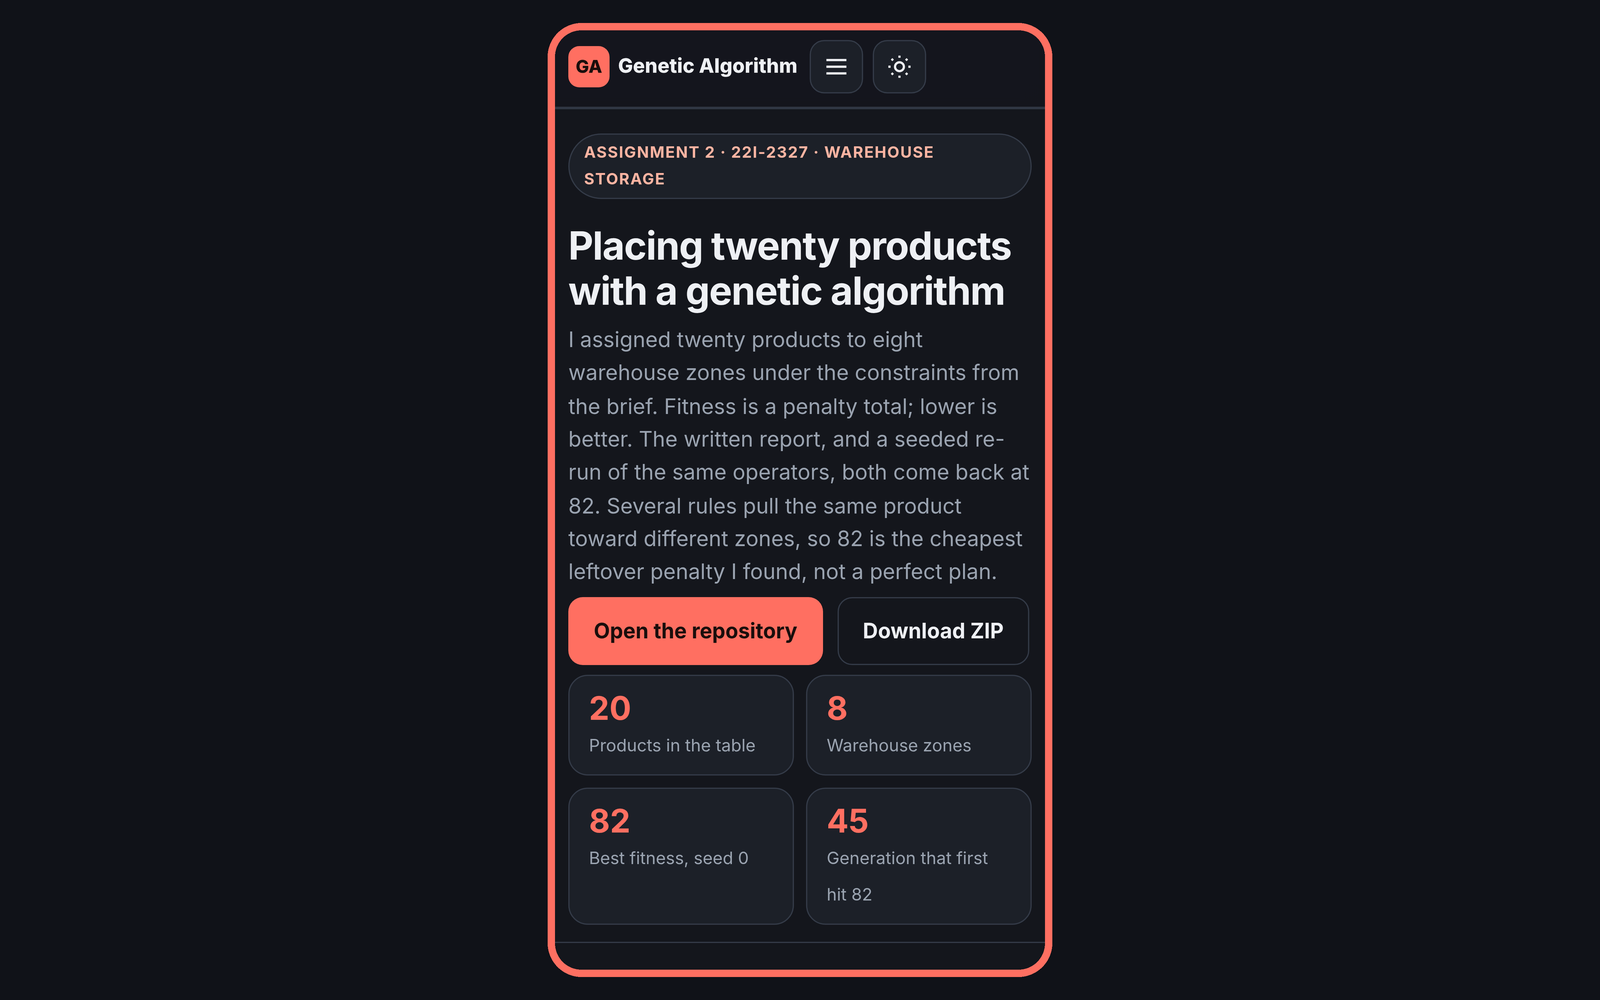 GA Genetic Algorithm
ASSIGNMENT 2 · 22I-2327 · WAREHOUSE
STORAGE
Placing twenty products
with a genetic algorithm
I assigned twenty products to eight
warehouse zones under the constraints from
the brief. Fitness is a penalty total; lower is
better. The written report, and a seeded re-
run of the same operators, both come back at
82. Several rules pull the same product
toward different zones, so 82 is the cheapest
leftover penalty I found, not a perfect plan.
Open the repository
Download ZIP
20
Products in the table
8
Warehouse zones
82
Best fitness, seed 0
45
Generation that first
hit 82